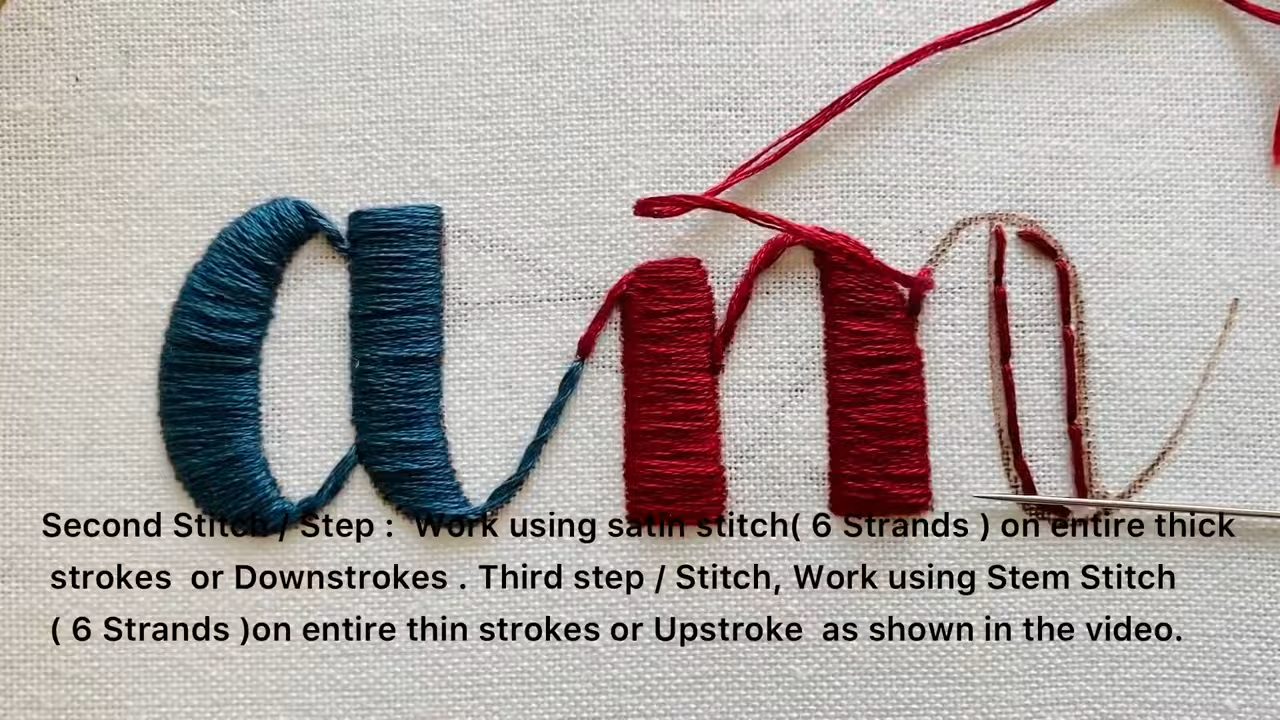 am
Second Stitch / Step :  Work using satin stitch( 6 Strands ) on entire thick
strokes  or Downstrokes . Third step / Stitch, Work using Stem Stitch
( 6 Strands )on entire thin strokes or Upstroke  as shown in the video.